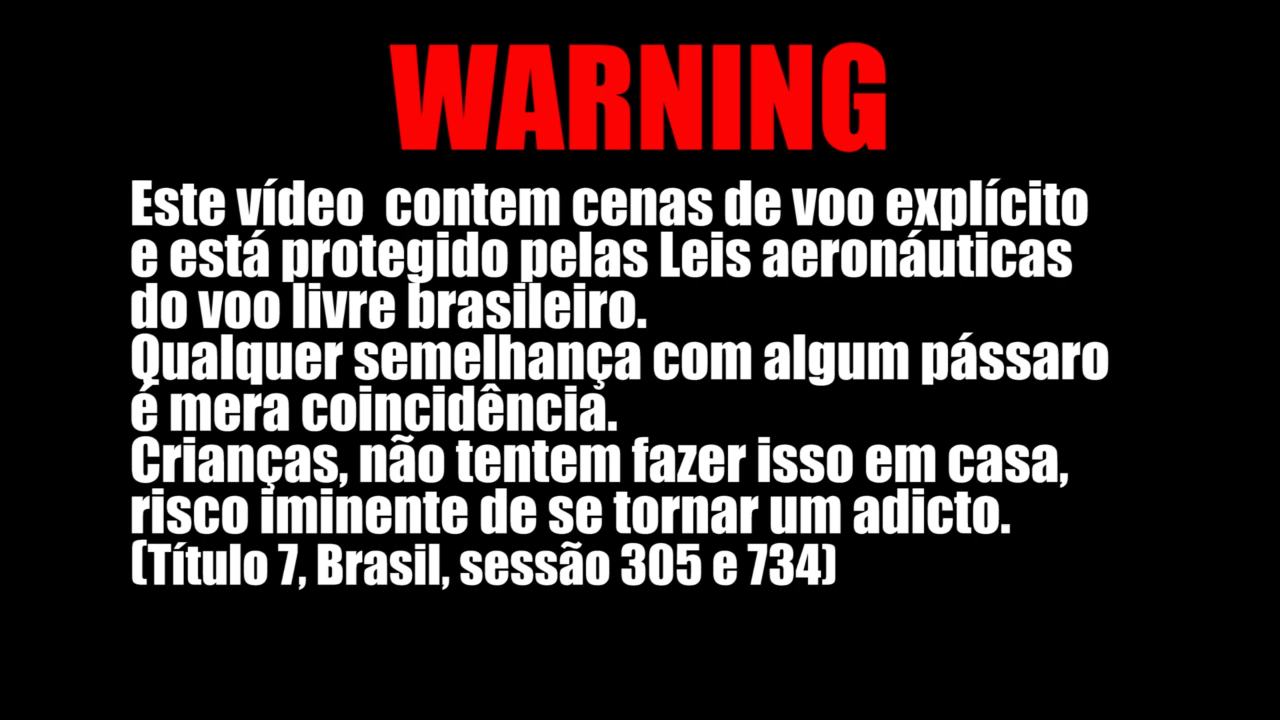 WARNING
Este vídeo contem cenas de voo explícito
e está protegido pelas Leis aeronáuticas
do voo livre brasileiro.
Qualquer semelhança com algum pássaro
é mera coincidência.
Crianças, não tentem fazer isso em casa,
risco iminente de se tornar um adicto.
(Título 7, Brasil, sessão 305 e 734)